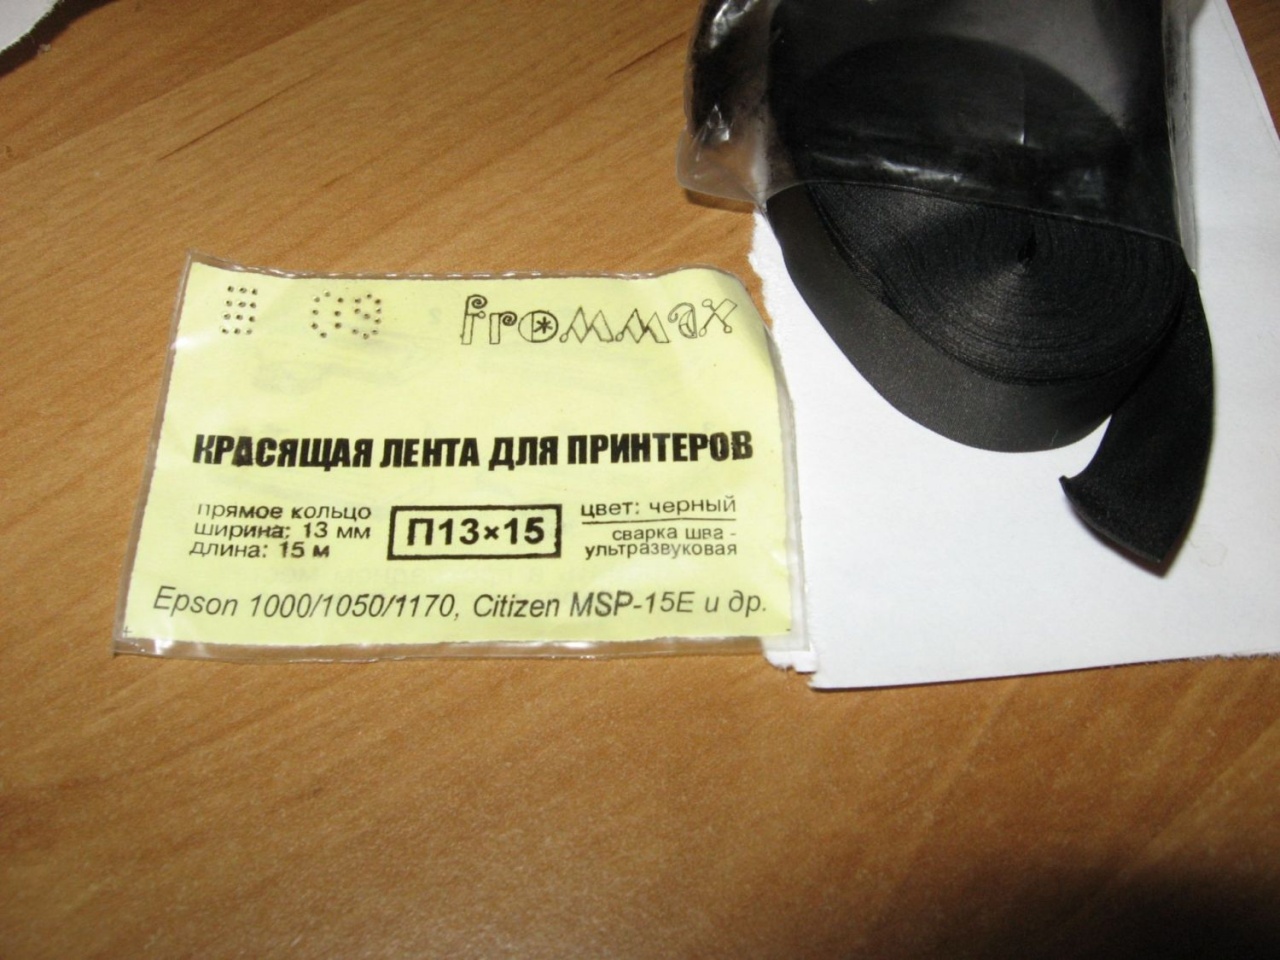 09 frommax
КРАСЯЩАЯ ЛЕНТА ДЛЯ ПРИНТЕРОВ
прямое кольцо
ширина: 13 мм
длина: 15 м
П13×15
цвет: черный
сварка шва -
ультразвуковая
Epson 1000/1050/1170, Citizen MSP-15E и др.